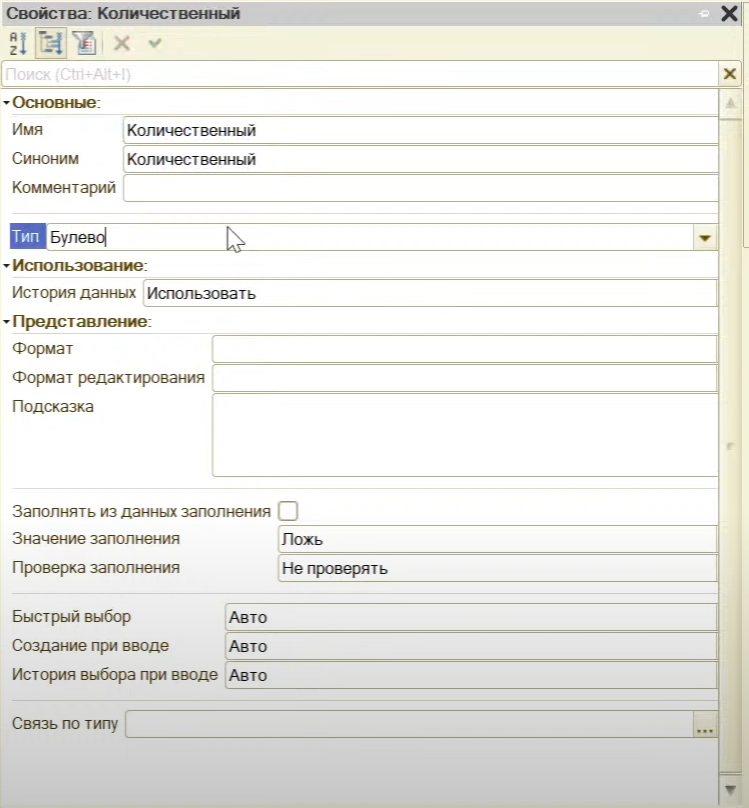 Свойства: Количественный
Поиск (Ctrl+Alt+I)
Основные:
Имя Количественный
Синоним Количественный
Комментарий
Тип Булево
Использование:
История данных Использовать
Представление:
Формат
Формат редактирования
Подсказка
Заполнять из данных заполнения
Значение заполнения Ложь
Проверка заполнения Не проверять
Быстрый выбор Авто
Создание при вводе Авто
История выбора при вводе Авто
Связь по типу ...